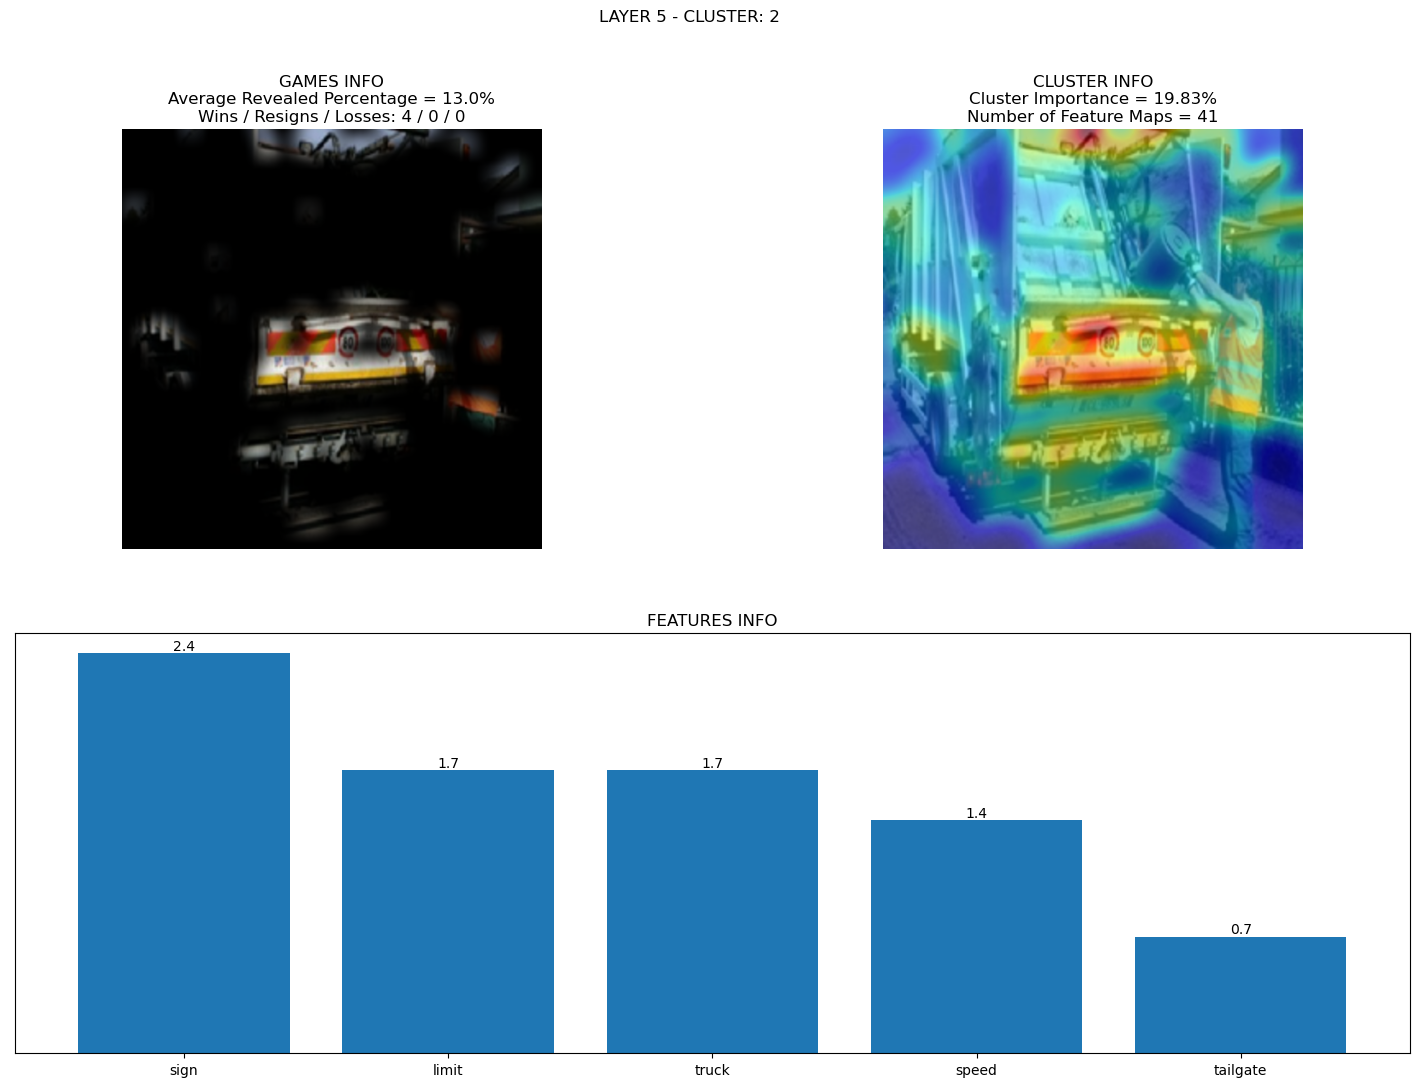 LAYER 5 - CLUSTER: 2
GAMES INFO
Average Revealed Percentage = 13.0%
Wins / Resigns / Losses: 4 / 0 / 0
CLUSTER INFO
Cluster Importance = 19.83%
Number of Feature Maps = 41
FEATURES INFO
2.4
1.7
1.7
1.4
0.7
sign
limit
truck
speed
tailgate